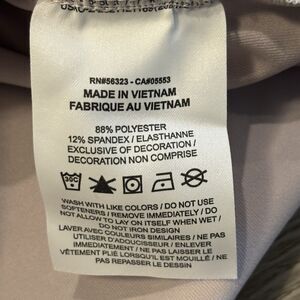 RN#56323 - CA#05553
MADE IN VIETNAM
FABRIQUE AU VIETNAM
88% POLYESTER
12% SPANDEX / ELASTHANNE
EXCLUSIVE OF DECORATION /
DECORATION NON COMPRISE
WASH WITH LIKE COLORS / DO NOT USE
SOFTENERS / REMOVE IMMEDIATELY / DO
NOT ALLOW TO LAY ON ITSELF WHEN WET /
DO NOT IRON DESIGN
LAVER AVEC COULEURS SIMILAIRES / NE PAS
UTILISER D'ADOUCISSEUR / ENLEVER
IMMÉDIATEMENT / NE PAS LAISSER LE
VÊTEMENT PLIÉ LORSQU'IL EST MOUILLÉ / NE
PAS REPASSER LE DESSIN